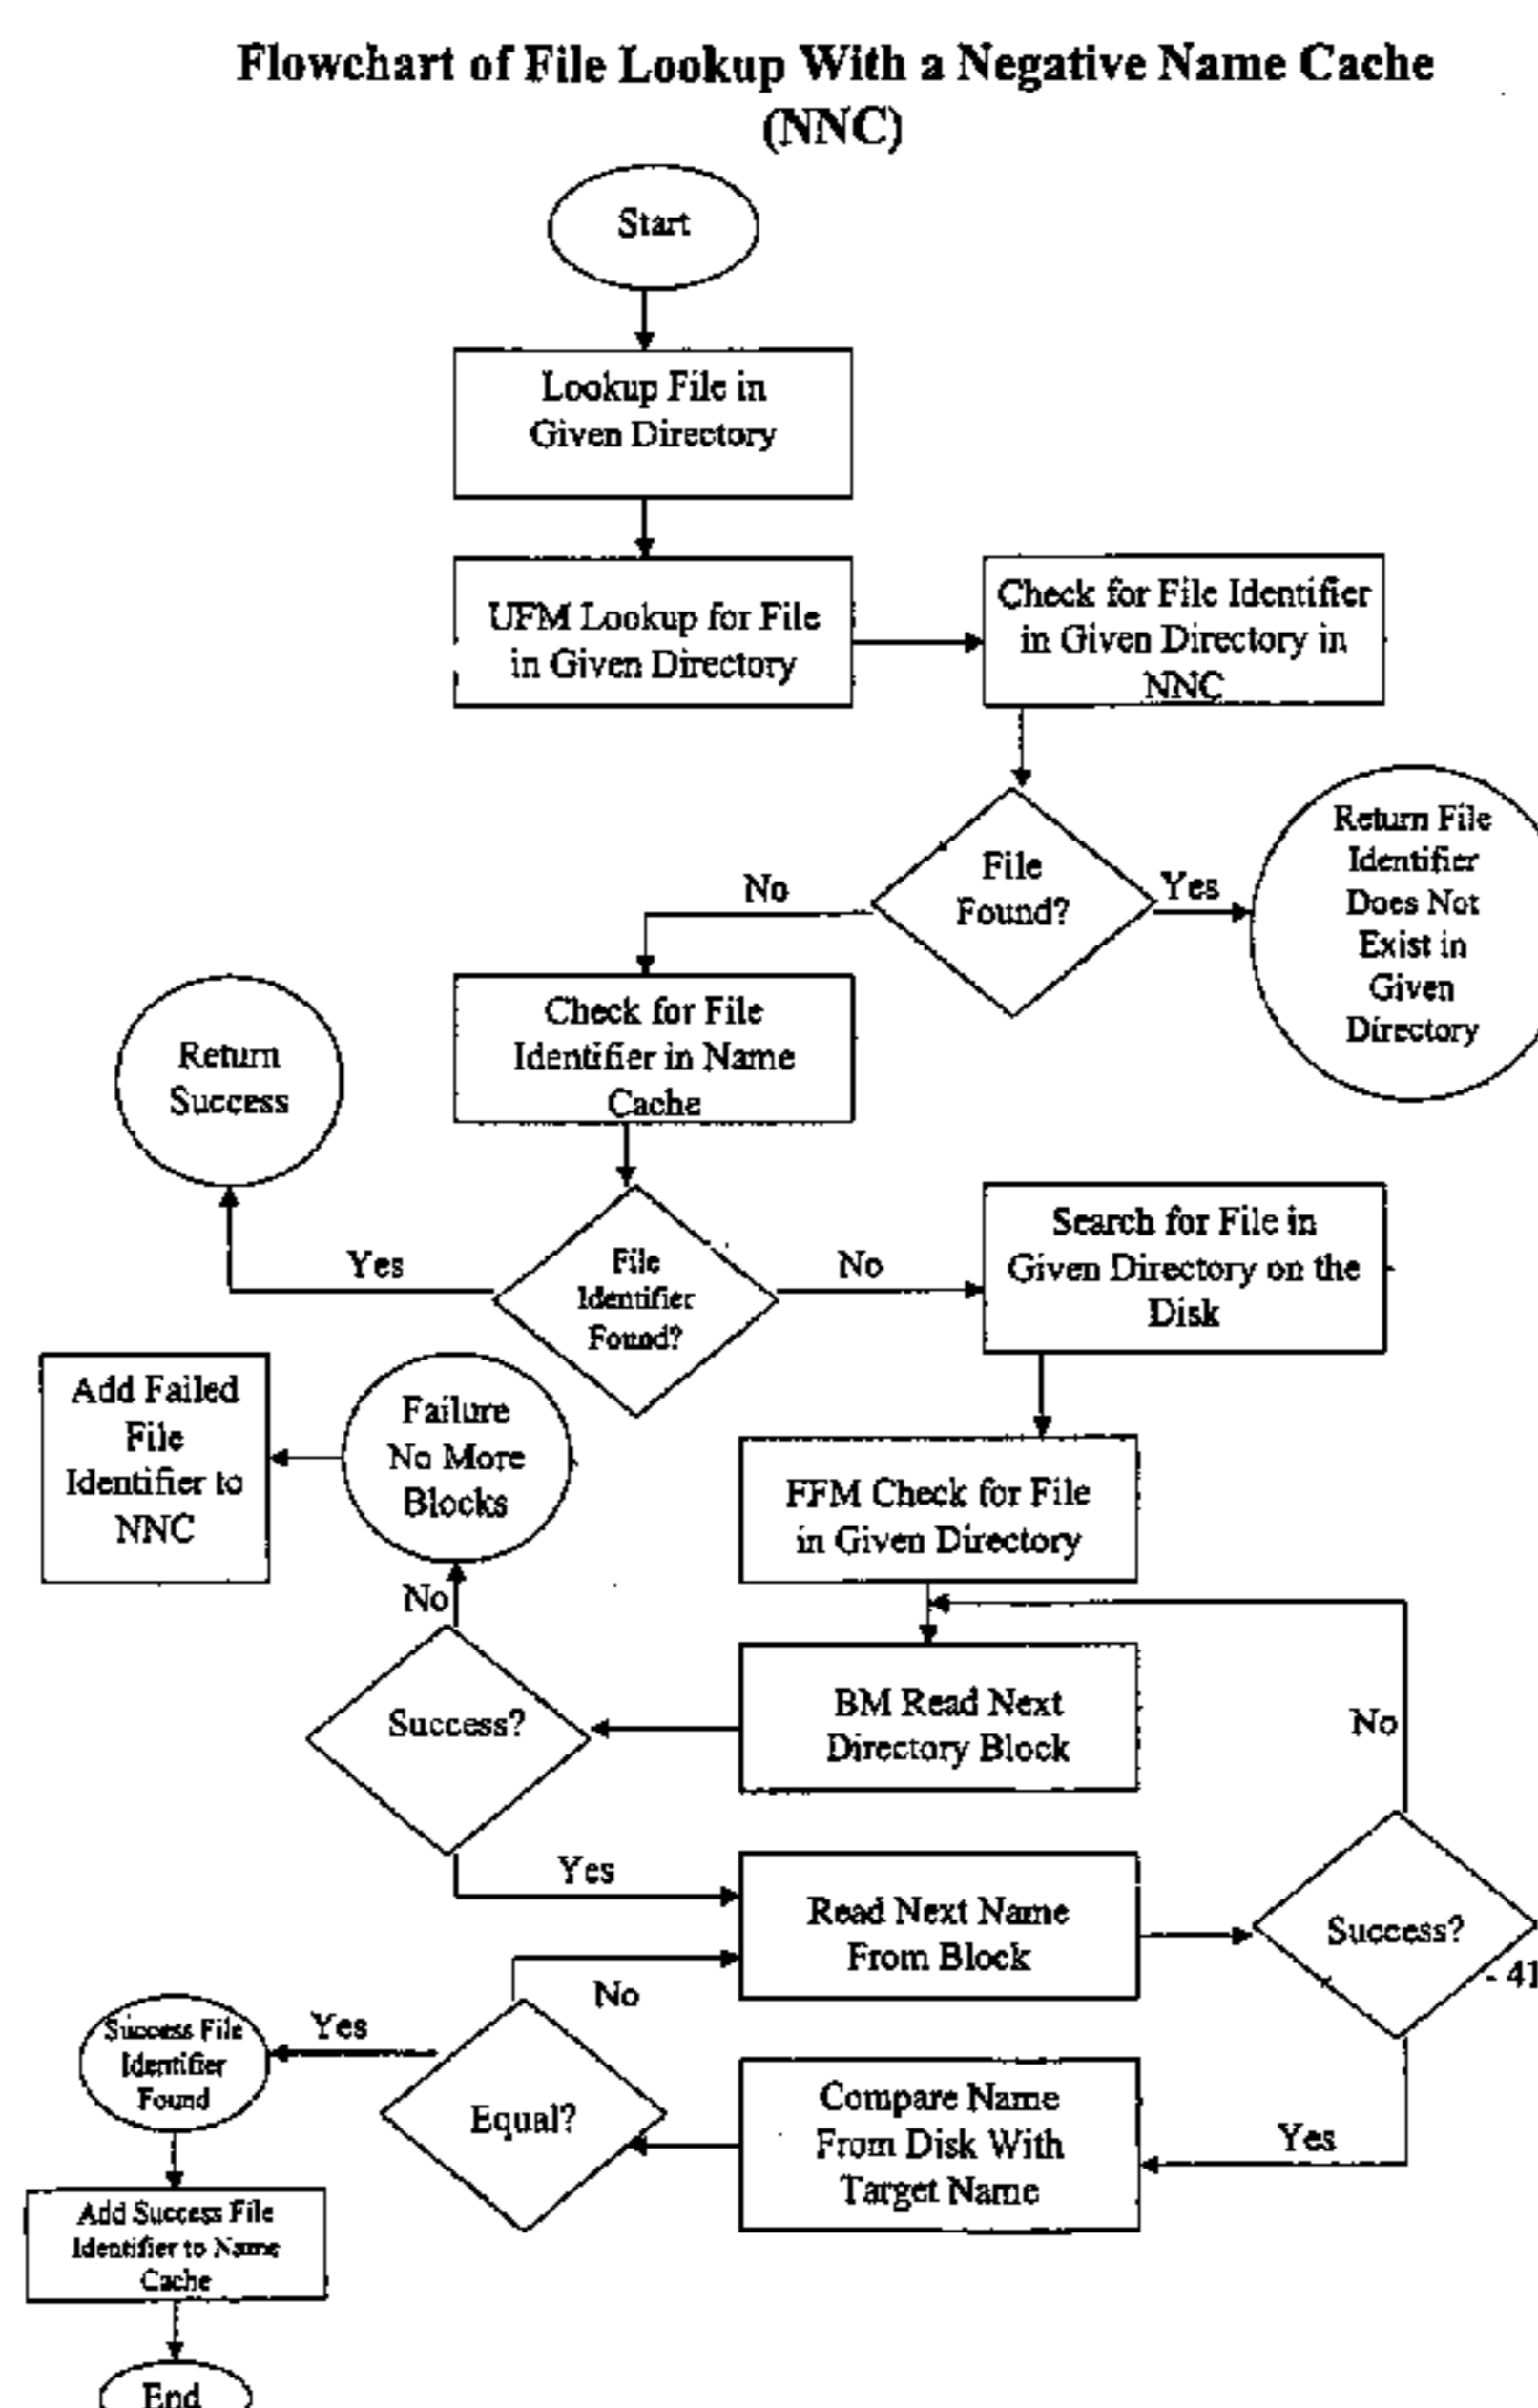 Flowchart of File Lookup With a Negative Name Cache
(NNC)
Start
Lookup File in
Given Directory
UFM Lookup for File
in Given Directory
Check for File Identifier
in Given Directory in
NNC
File
Found?
Yes
Return File
Identifier
Does Not
Exist in
Given
Directory
No
Check for File
Identifier in Name
Cache
Return
Success
File
Identifier
Found?
Yes
No
Search for File in
Given Directory on the
Disk
Add Failed
File
Identifier to
NNC
Failure
No More
Blocks
FFM Check for File
in Given Directory
No
Success?
BM Read Next
Directory Block
No
Yes
Read Next Name
From Block
Success?
- 41
No
Yes
Success File
Identifier
Found
Equal?
Compare Name
From Disk With
Target Name
Yes
Add Success File
Identifier to Name
Cache
End